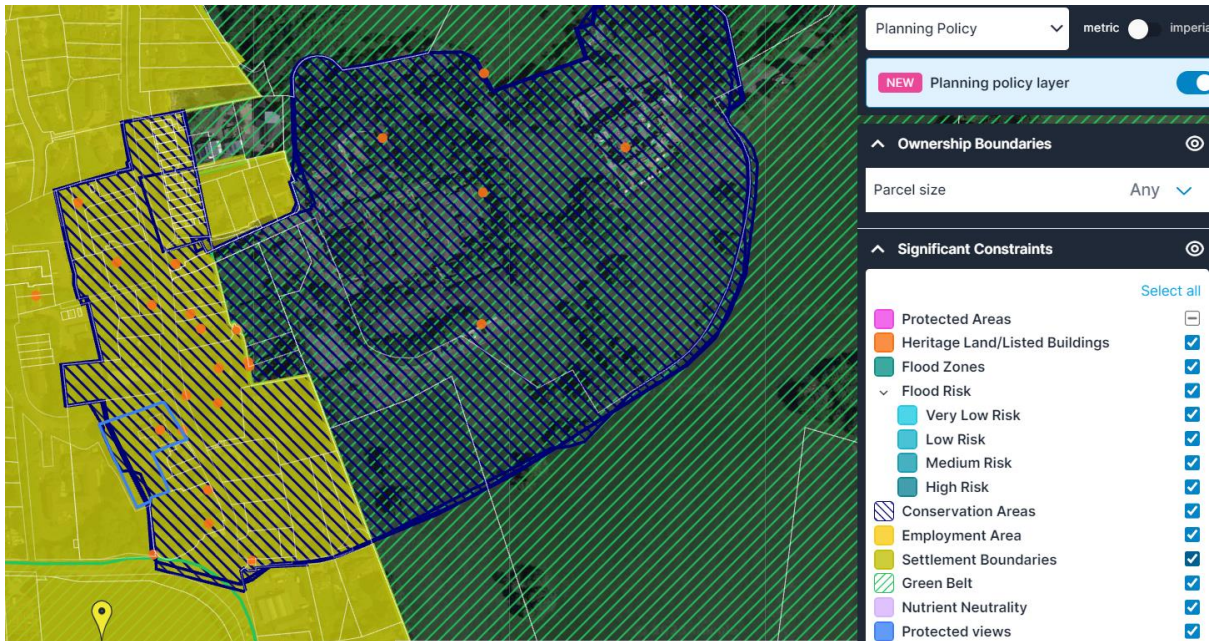 Planning Policy
metric
imperia
NEW Planning policy layer
Ownership Boundaries
Parcel size Any
Significant Constraints
Select all
Protected Areas
Heritage Land/Listed Buildings
Flood Zones
Flood Risk
Very Low Risk
Low Risk
Medium Risk
High Risk
Conservation Areas
Employment Area
Settlement Boundaries
Green Belt
Nutrient Neutrality
Protected views